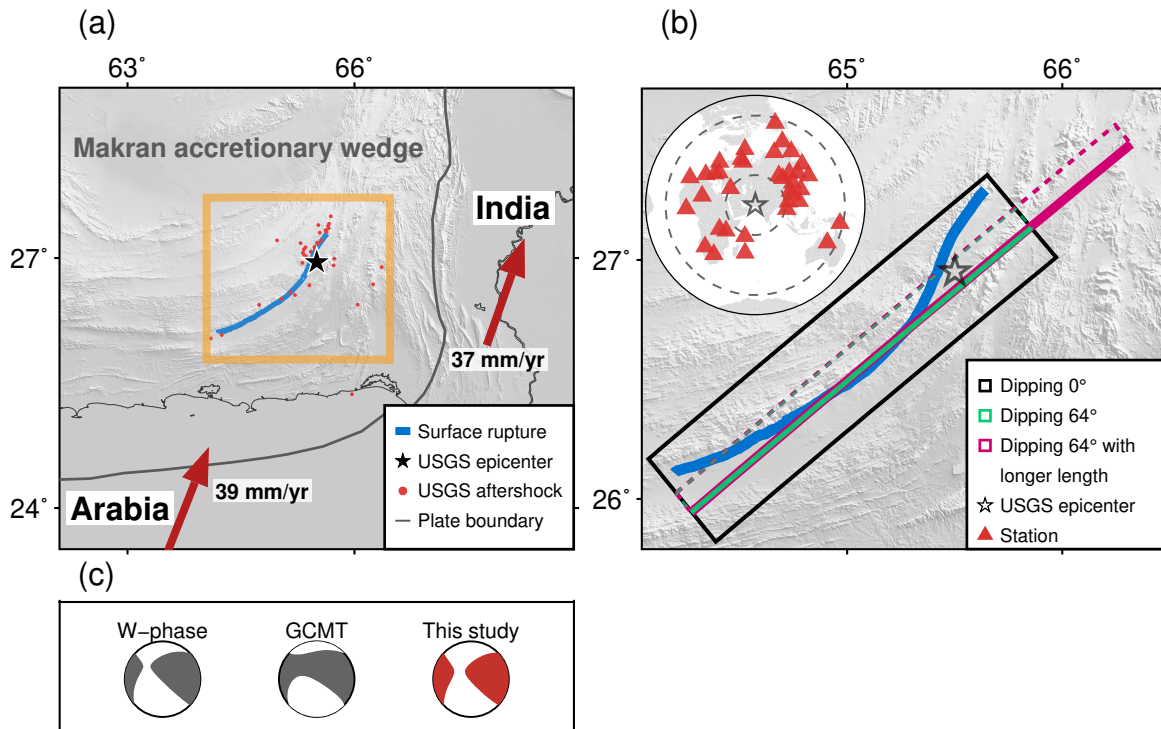 (a)
63˚
66˚
Makran accretionary wedge
India
27˚
37 mm/yr
39 mm/yr
Arabia
24˚
Surface rupture
USGS epicenter
USGS aftershock
Plate boundary
(b)
65˚
66˚
27˚
26˚
Dipping 0°
Dipping 64°
Dipping 64° with
longer length
USGS epicenter
Station
(c)
W−phase
GCMT
This study